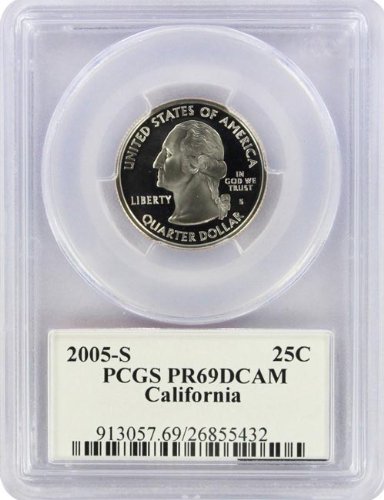 UNITED STATES OF AMERICA
IN
GOD WE
TRUST
LIBERTY
S
QUARTER DOLLAR
2005-S 25C
PCGS PR69DCAM
California
913057.69/26855432